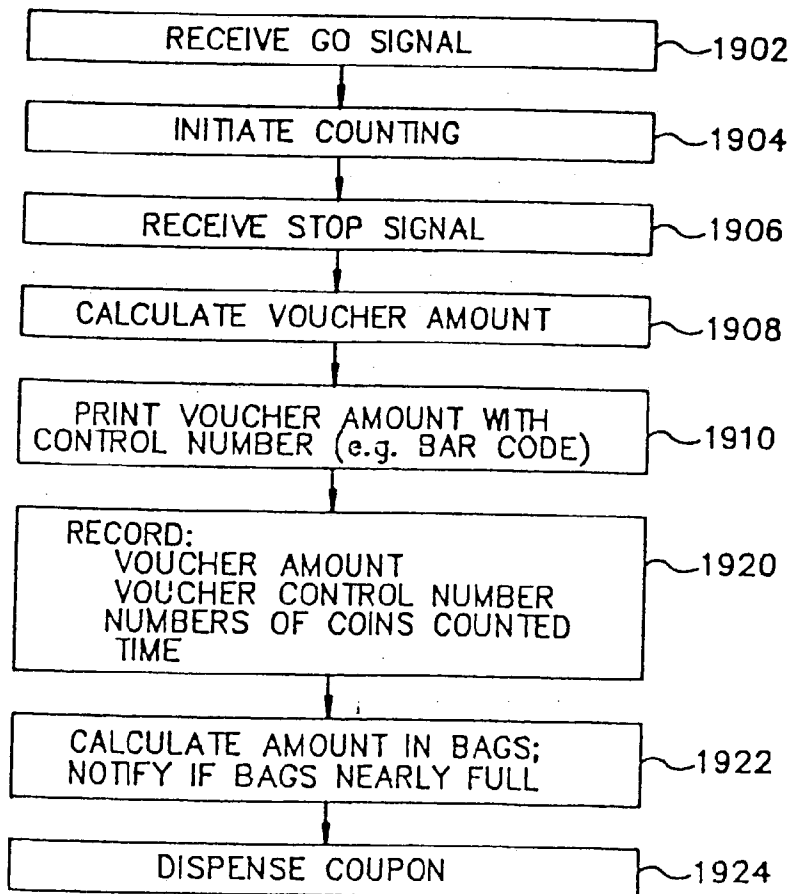 RECEIVE GO SIGNAL
1902
INITIATE COUNTING
1904
RECEIVE STOP SIGNAL
1906
CALCULATE VOUCHER AMOUNT
1908
PRINT VOUCHER AMOUNT WITH
CONTROL NUMBER (e.g. BAR CODE)
1910
RECORD:
VOUCHER AMOUNT
VOUCHER CONTROL NUMBER
NUMBERS OF COINS COUNTED
TIME
1920
CALCULATE AMOUNT IN BAGS;
NOTIFY IF BAGS NEARLY FULL
1922
DISPENSE COUPON
1924